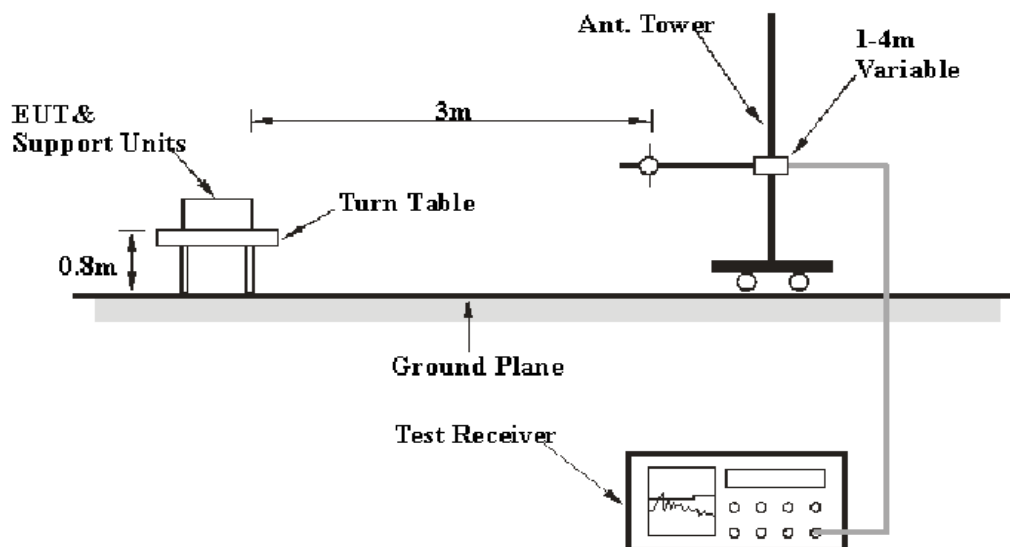 Ant. Tower
1-4m
Variable
3m
EUT&
Support Units
Turn Table
0.8m
Ground Plane
Test Receiver